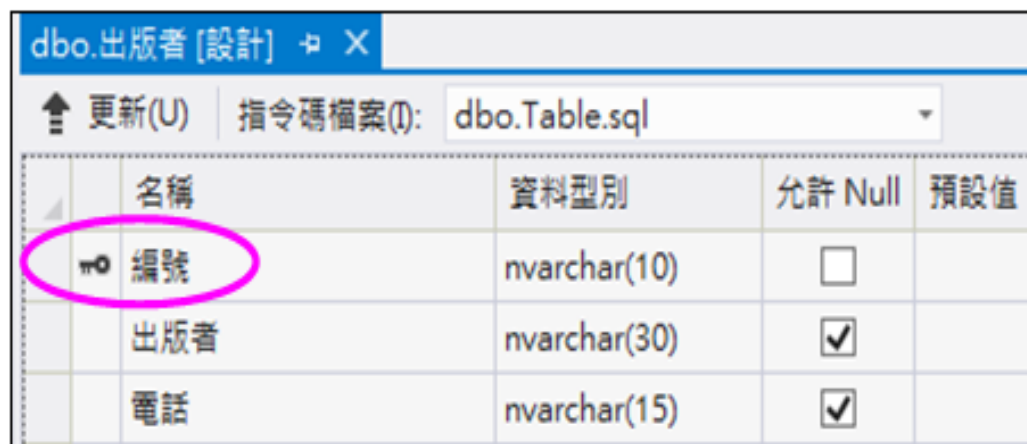 dbo.出版者 [設計]
更新(U) 指令碼檔案(I): dbo.Table.sql
名稱 資料型別 允許 Null 預設值
編號 nvarchar(10)
出版者 nvarchar(30)
電話 nvarchar(15)